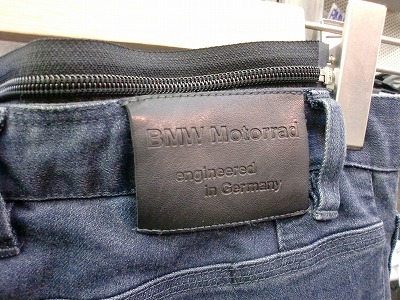 BMW Motorrad
engineered
in Germany